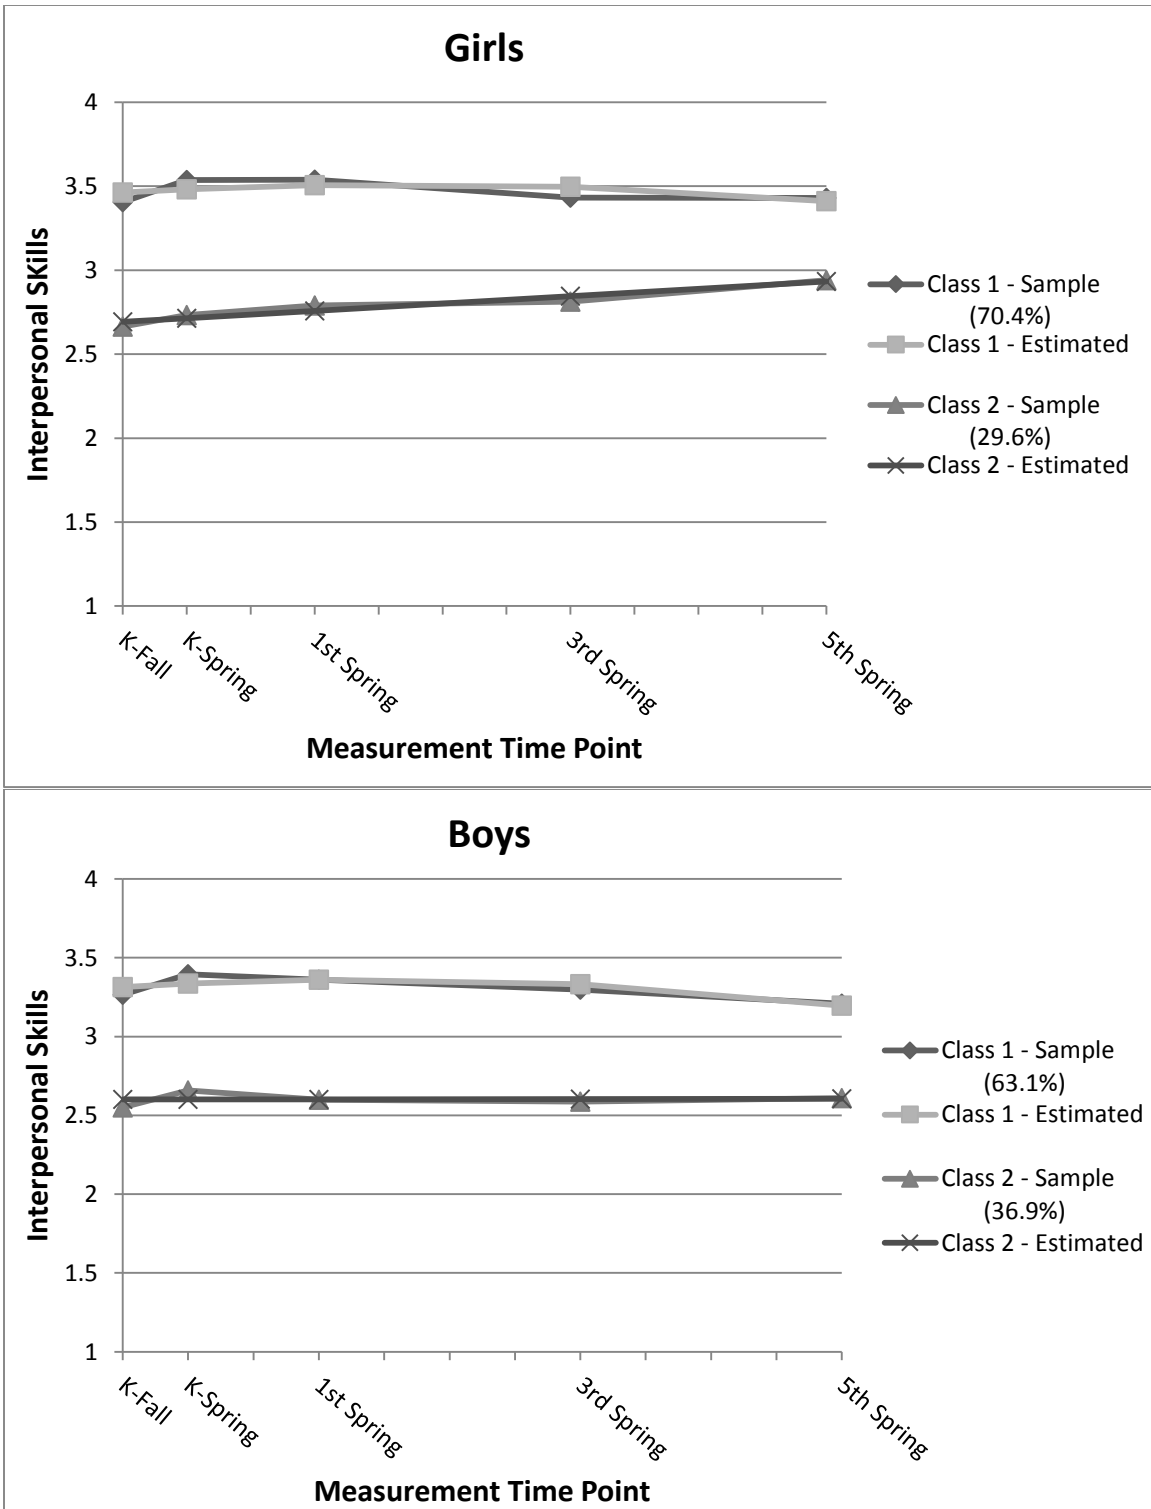 Girls
4
3.5
3
2.5
2
1.5
1
Interpersonal SKills
K-Fall
K-Spring
1st Spring
3rd Spring
5th Spring
Measurement Time Point
Class 1 - Sample
(70.4%)
Class 1 - Estimated
Class 2 - Sample
(29.6%)
Class 2 - Estimated
Boys
4
3.5
3
2.5
2
1.5
1
Interpersonal Skills
K-Fall
K-Spring
1st Spring
3rd Spring
5th Spring
Measurement Time Point
Class 1 - Sample
(63.1%)
Class 1 - Estimated
Class 2 - Sample
(36.9%)
Class 2 - Estimated